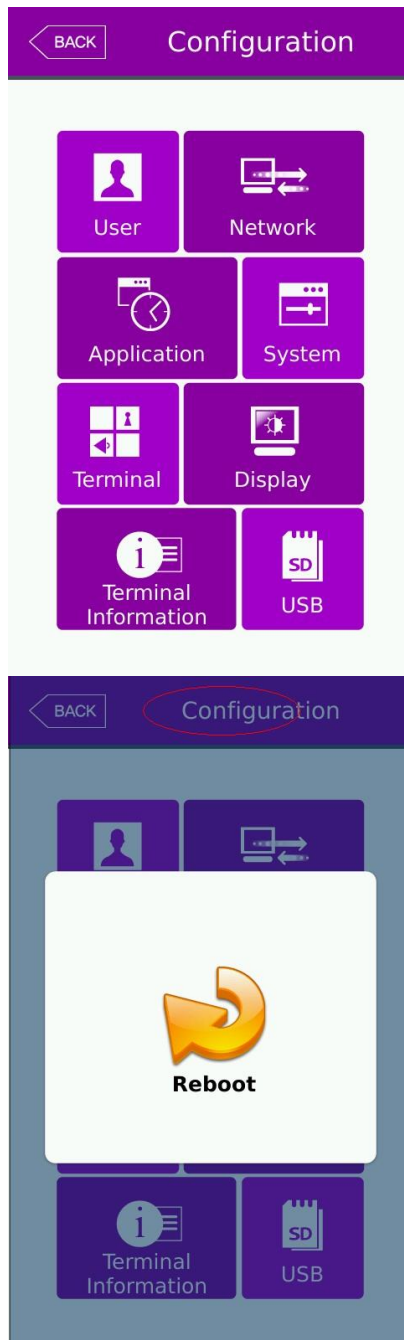 BACK Configuration
User Network
Application System
Terminal Display
Terminal
Information
SD
USB
BACK Configuration
Reboot
Terminal
Information
SD
USB